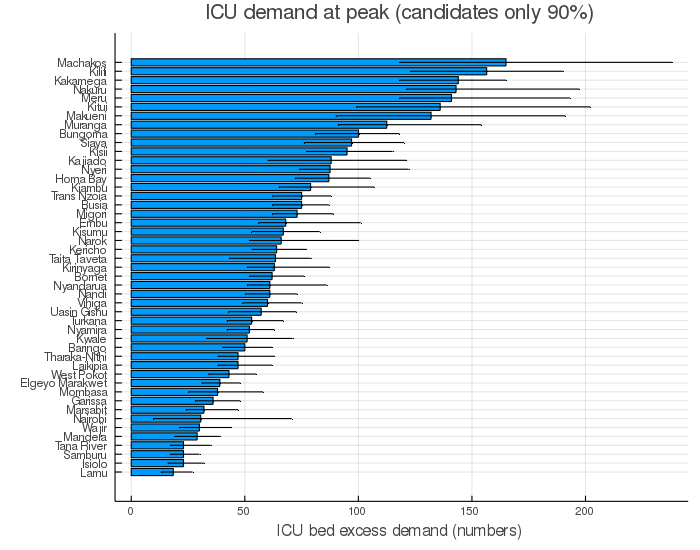 ICU demand at peak (candidates only 90%)
Machakos
Kilifi
Kakamega
Nakuru
Meru
Kitui
Makueni
Muranga
Bungoma
Siaya
Kisii
Kajiado
Nyeri
Homa Bay
Kiambu
Trans Nzoia
Busia
Migori
Embu
Kisumu
Narok
Kericho
Taita Taveta
Kirinyaga
Bomet
Nyandarua
Nandi
Vihiga
Uasin Gishu
Turkana
Nyamira
Kwale
Baringo
Tharaka-Nithi
Laikipia
West Pokot
Elgeyo Marakwet
Mombasa
Garissa
Marsabit
Nairobi
Wajir
Mandera
Tana River
Samburu
Isiolo
Lamu
0 50 100 150 200
ICU bed excess demand (numbers)